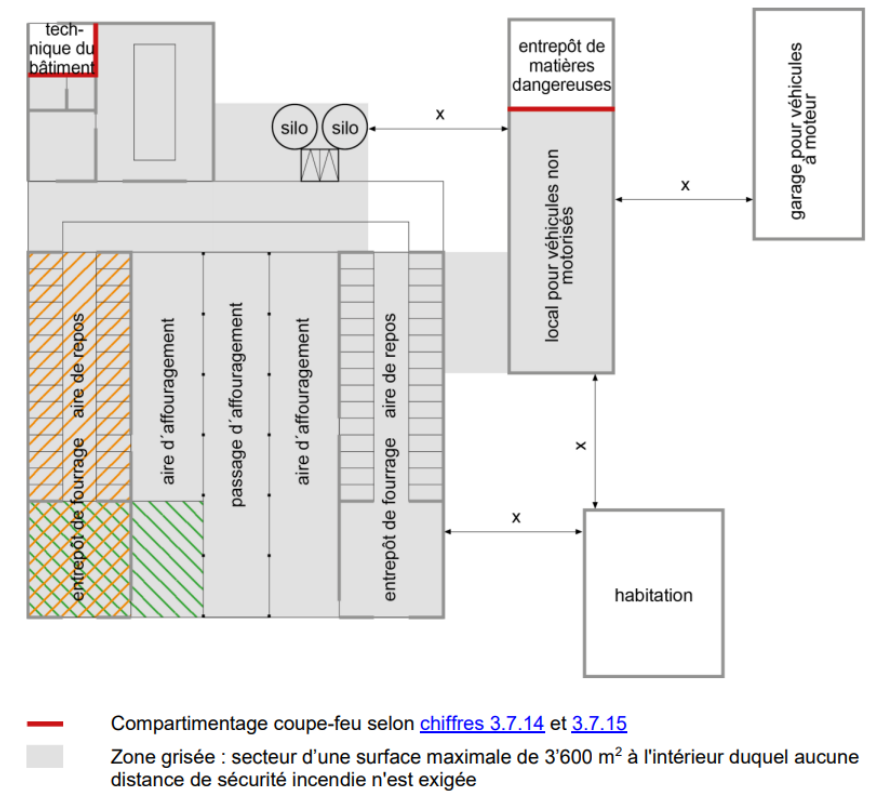 tech-
nique du
bâtiment
silo
silo
x
entrepôt de
matières
dangereuses
local pour véhicules non
motorisés
x
garage pour véhicules
à moteur
entrepôt de fourrage aire de repos
aire d´affouragement
passage d´affouragement
aire d´affouragement
entrepôt de fourrage aire de repos
x
x
habitation
Compartimentage coupe-feu selon chiffres 3.7.14 et 3.7.15
Zone grisée : secteur d’une surface maximale de 3’600 m² à l'intérieur duquel aucune
distance de sécurité incendie n'est exigée